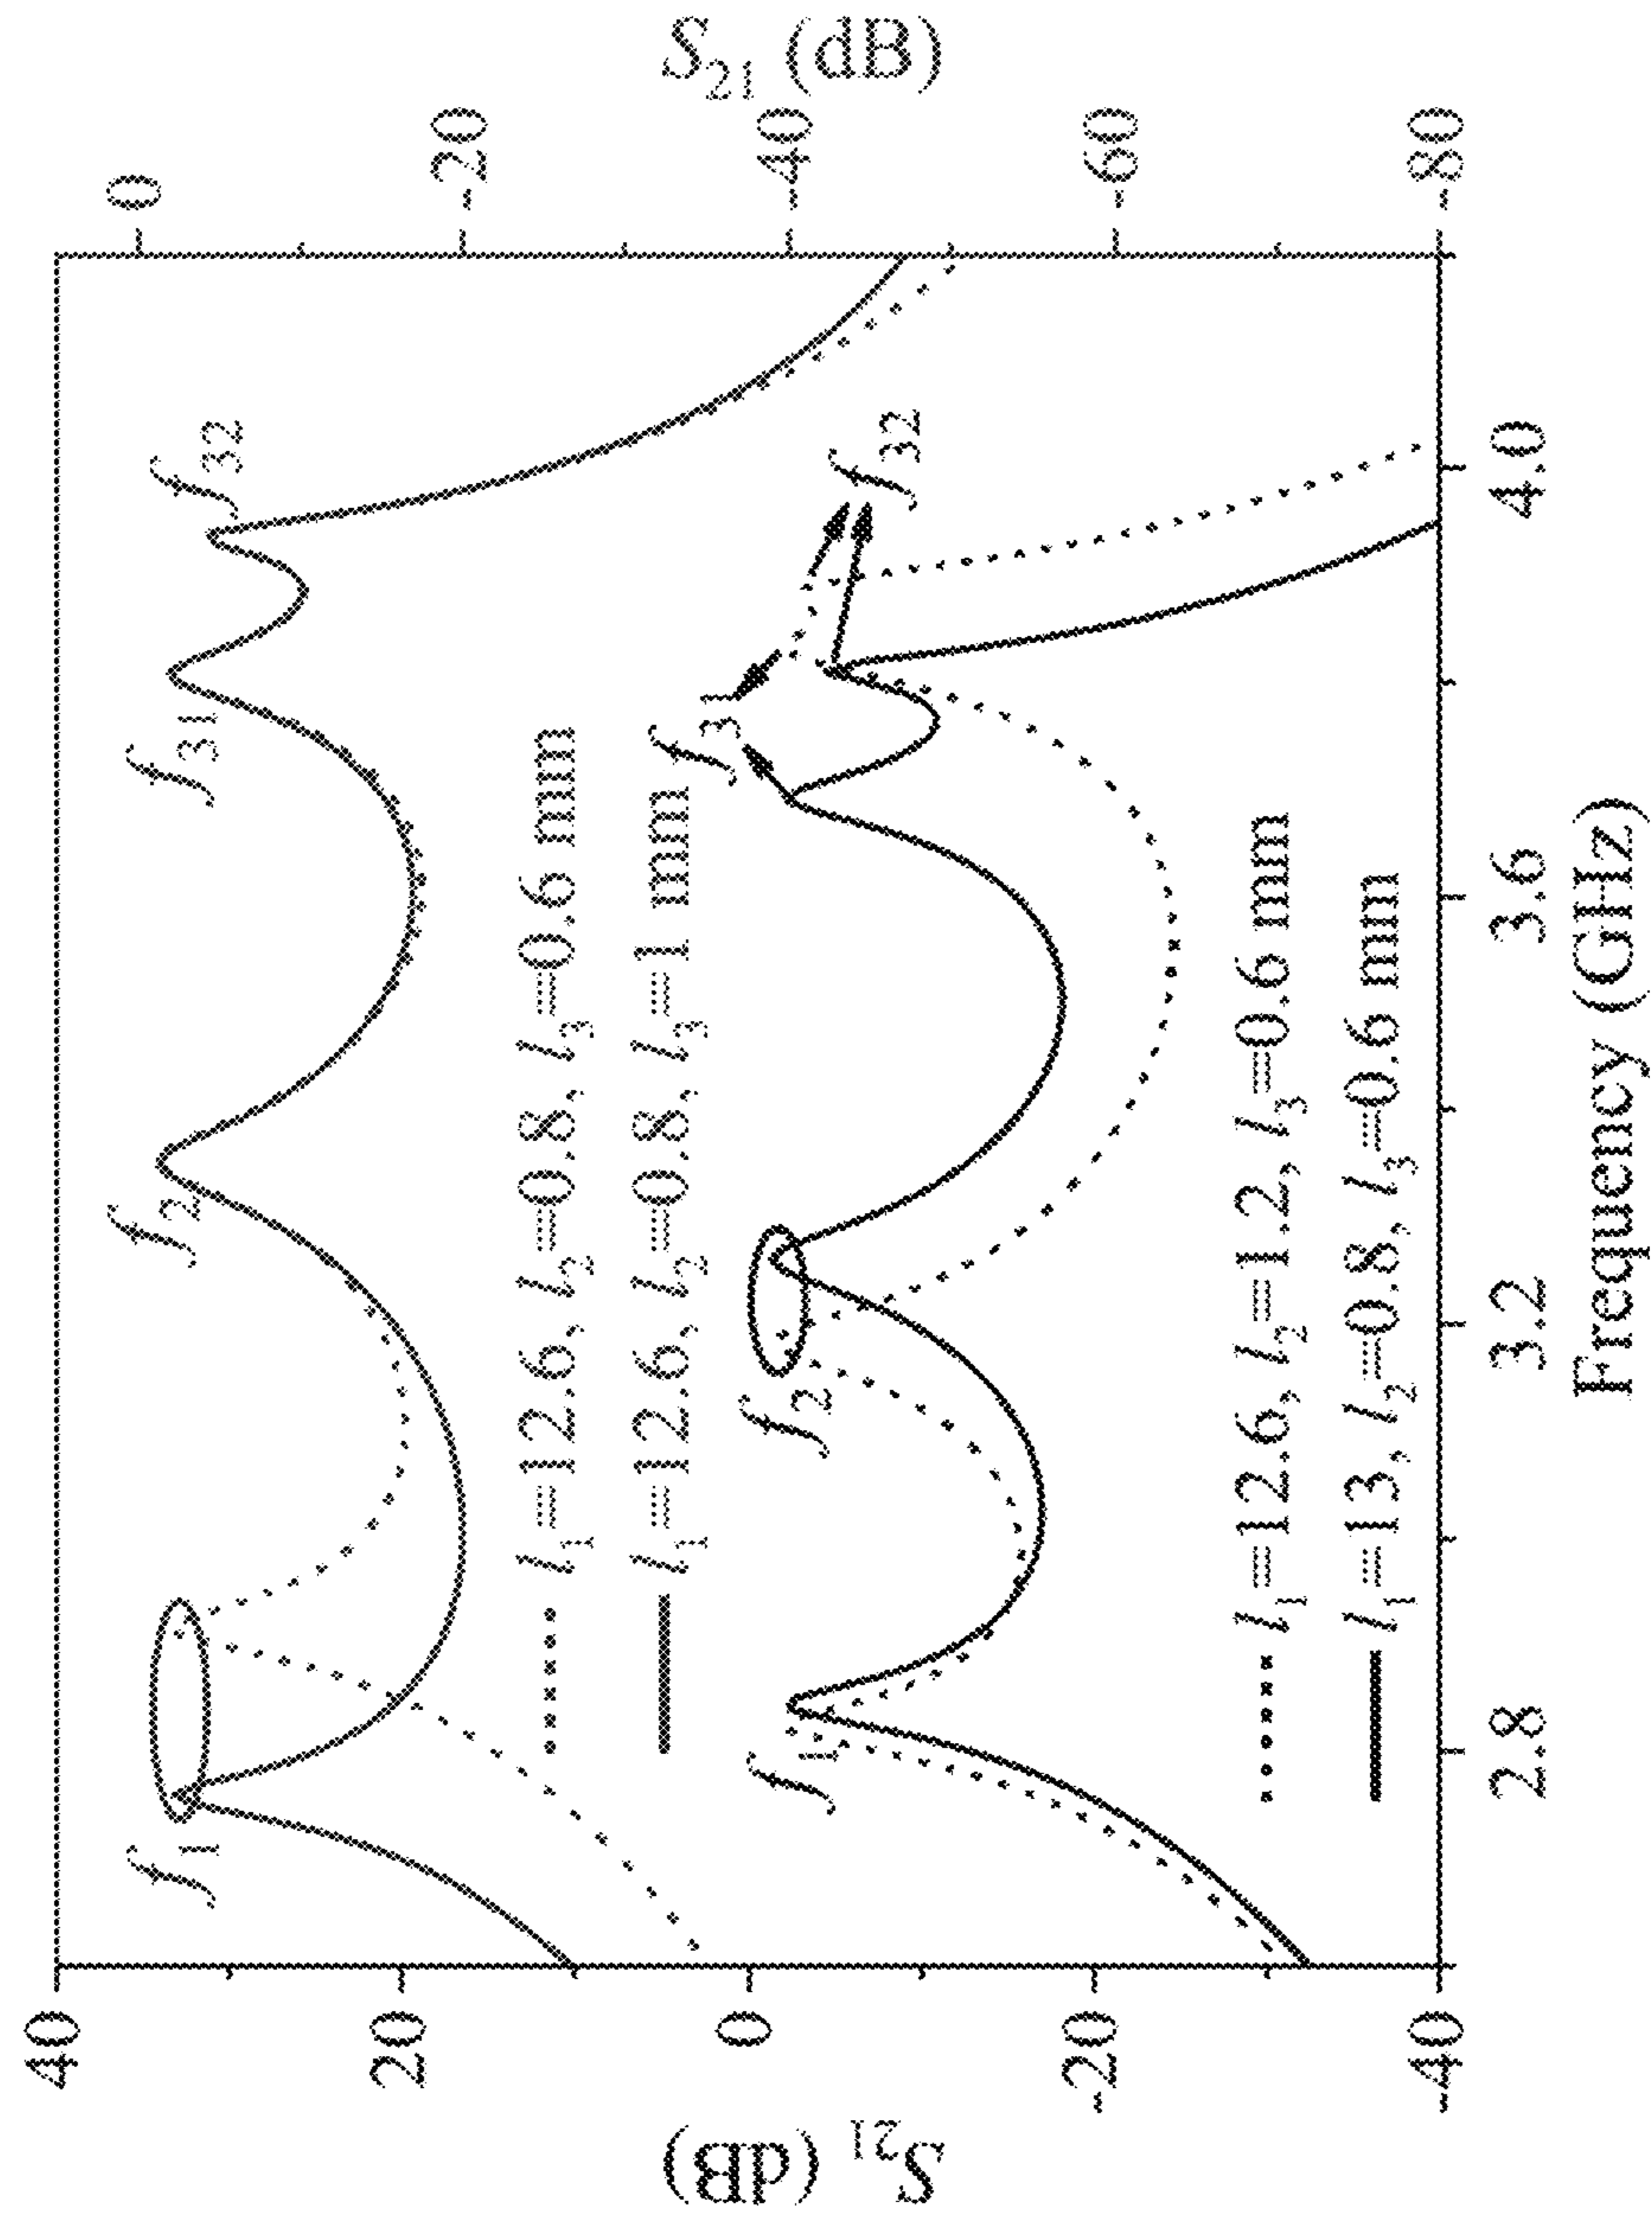 S21 (dB)
40
20
0
-20
-40
f1
f2
f31
f32
l1=12.6, l2=0.8, l3=0.6 mm
l1=12.6, l2=0.8, l3=1 mm
f1
f2
f31
f32
l1=12.6, l2=1.2, l3=0.6 mm
l1=13, l2=0.8, l3=0.6 mm
0
-20
-40
-60
-80
S21 (dB)
2.8
3.2
3.6
4.0
Frequency (GHz)